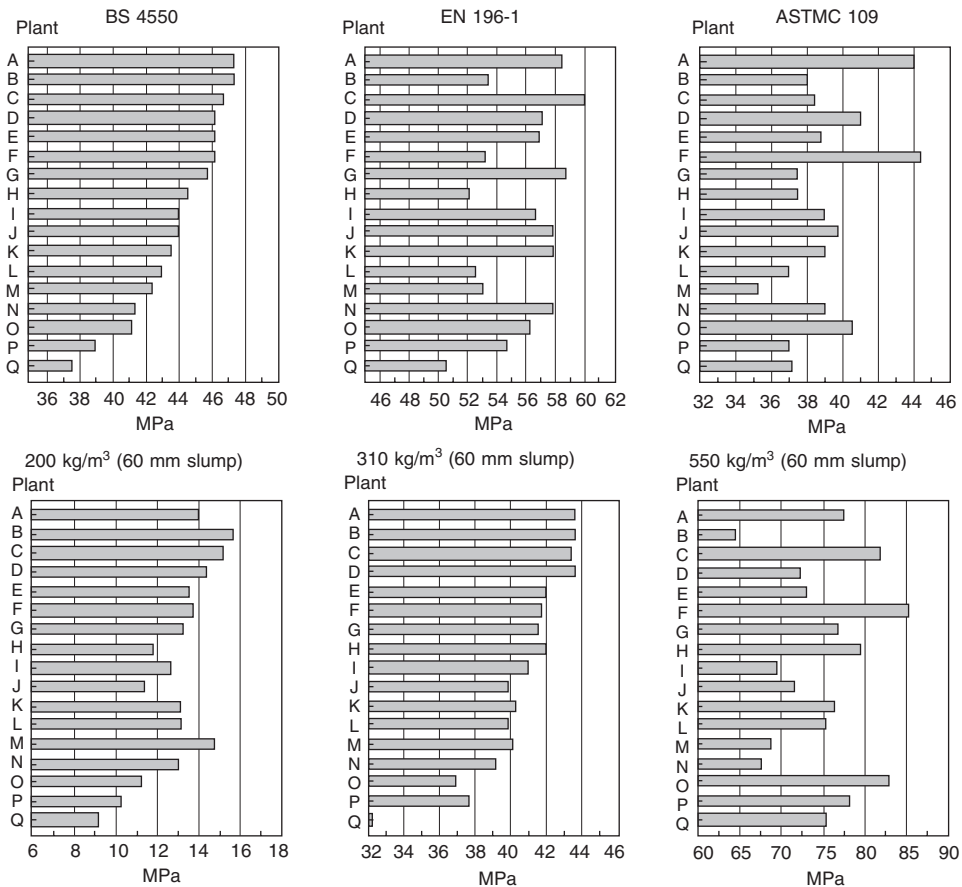 BS 4550
Plant
A
B
C
D
E
F
G
H
I
J
K
L
M
N
O
P
Q
36 38 40 42 44 46 48 50
MPa
EN 196-1
Plant
A
B
C
D
E
F
G
H
I
J
K
L
M
N
O
P
Q
46 48 50 52 54 56 58 60 62
MPa
ASTMC 109
Plant
A
B
C
D
E
F
G
H
I
J
K
L
M
N
O
P
Q
32 34 36 38 40 42 44 46
MPa
200 kg/m³ (60 mm slump)
Plant
A
B
C
D
E
F
G
H
I
J
K
L
M
N
O
P
Q
6 8 10 12 14 16 18
MPa
310 kg/m³ (60 mm slump)
Plant
A
B
C
D
E
F
G
H
I
J
K
L
M
N
O
P
Q
32 34 36 38 40 42 44 46
MPa
550 kg/m³ (60 mm slump)
Plant
A
B
C
D
E
F
G
H
I
J
K
L
M
N
O
P
Q
60 65 70 75 80 85 90
MPa